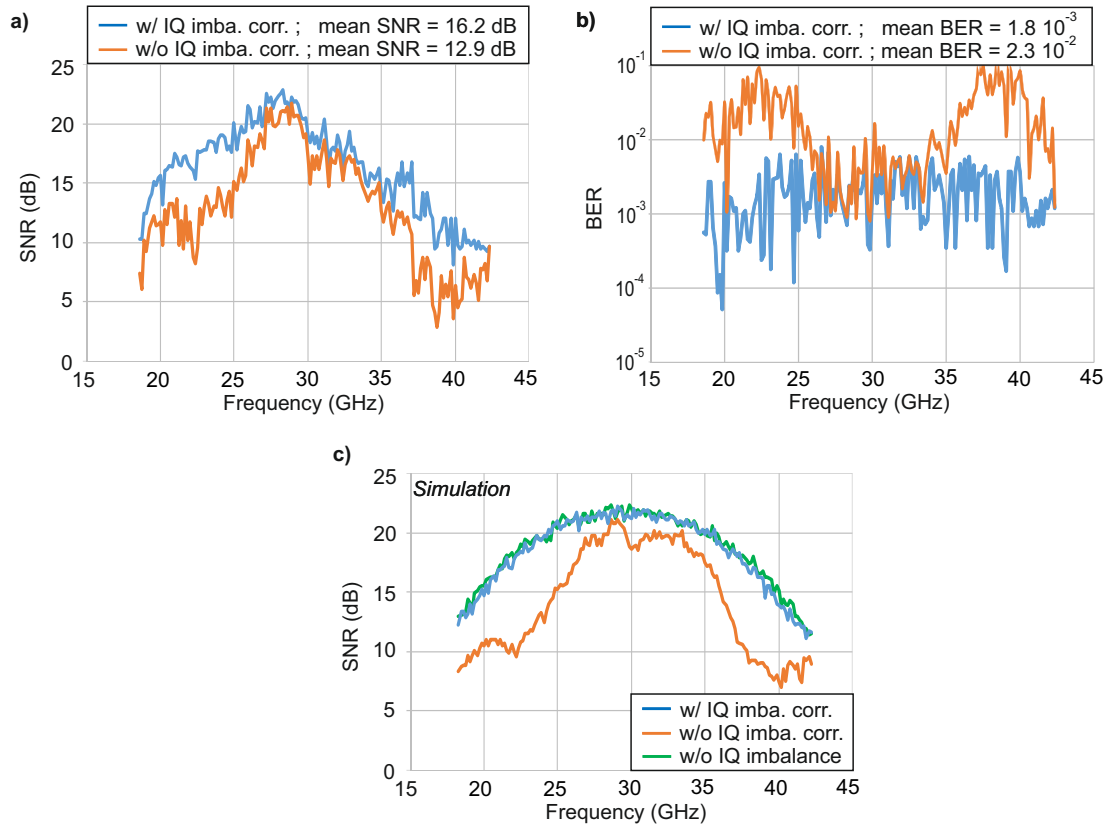 a)
w/ IQ imba. corr. ; mean SNR = 16.2 dB
w/o IQ imba. corr. ; mean SNR = 12.9 dB
25
20
15
10
5
0
SNR (dB)
15 20 25 30 35 40 45
Frequency (GHz)
b)
w/ IQ imba. corr. ; mean BER = 1.8 10-3
w/o IQ imba. corr. ; mean BER = 2.3 10-2
10-1
10-2
10-3
10-4
10-5
BER
15 20 25 30 35 40 45
Frequency (GHz)
c)
Simulation
25
20
15
10
5
0
SNR (dB)
w/ IQ imba. corr.
w/o IQ imba. corr.
w/o IQ imbalance
15 20 25 30 35 40 45
Frequency (GHz)